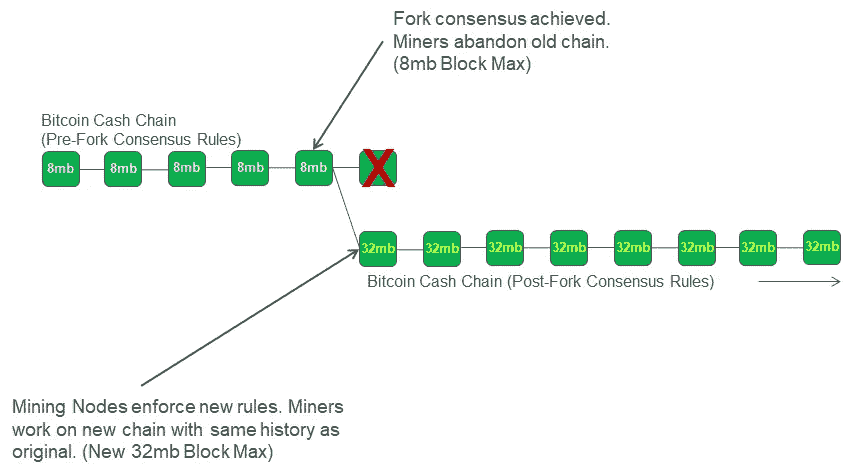 Fork consensus achieved.
Miners abandon old chain.
(8mb Block Max)
Bitcoin Cash Chain
(Pre-Fork Consensus Rules)
8mb 8mb 8mb 8mb 8mb X
32mb 32mb 32mb 32mb 32mb 32mb 32mb 32mb
Bitcoin Cash Chain (Post-Fork Consensus Rules)
Mining Nodes enforce new rules. Miners
work on new chain with same history as
original. (New 32mb Block Max)